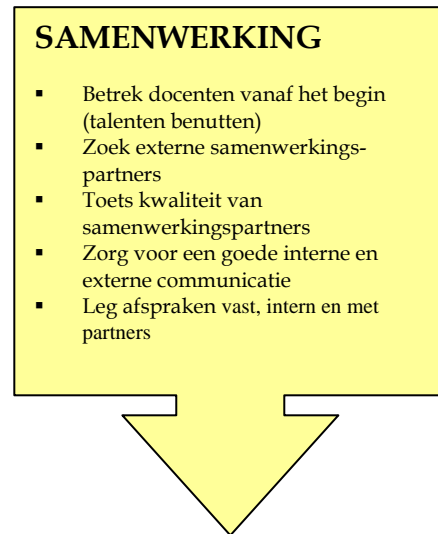 SAMENWERKING
▪ Betrek docenten vanaf het begin
(talenten benutten)
▪ Zoek externe samenwerkings-
partners
▪ Toets kwaliteit van
samenwerkingspartners
▪ Zorg voor een goede interne en
externe communicatie
▪ Leg afspraken vast, intern en met
partners